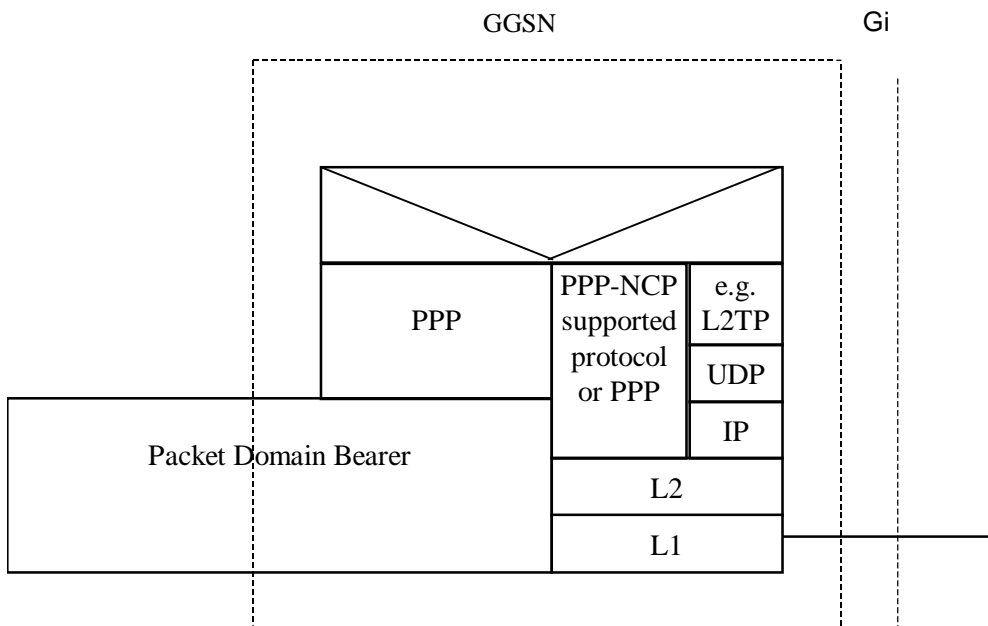 GGSN
Gi
PPP
PPP-NCP
supported
protocol
or PPP
e.g.
L2TP
UDP
IP
Packet Domain Bearer
L2
L1